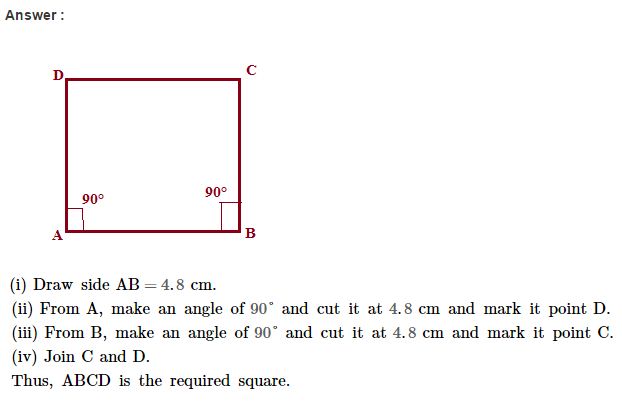 Answer :
D
C
90°
90°
A
B
(i) Draw side AB = 4.8 cm.
(ii) From A, make an angle of 90° and cut it at 4.8 cm and mark it point D.
(iii) From B, make an angle of 90° and cut it at 4.8 cm and mark it point C.
(iv) Join C and D.
Thus, ABCD is the required square.